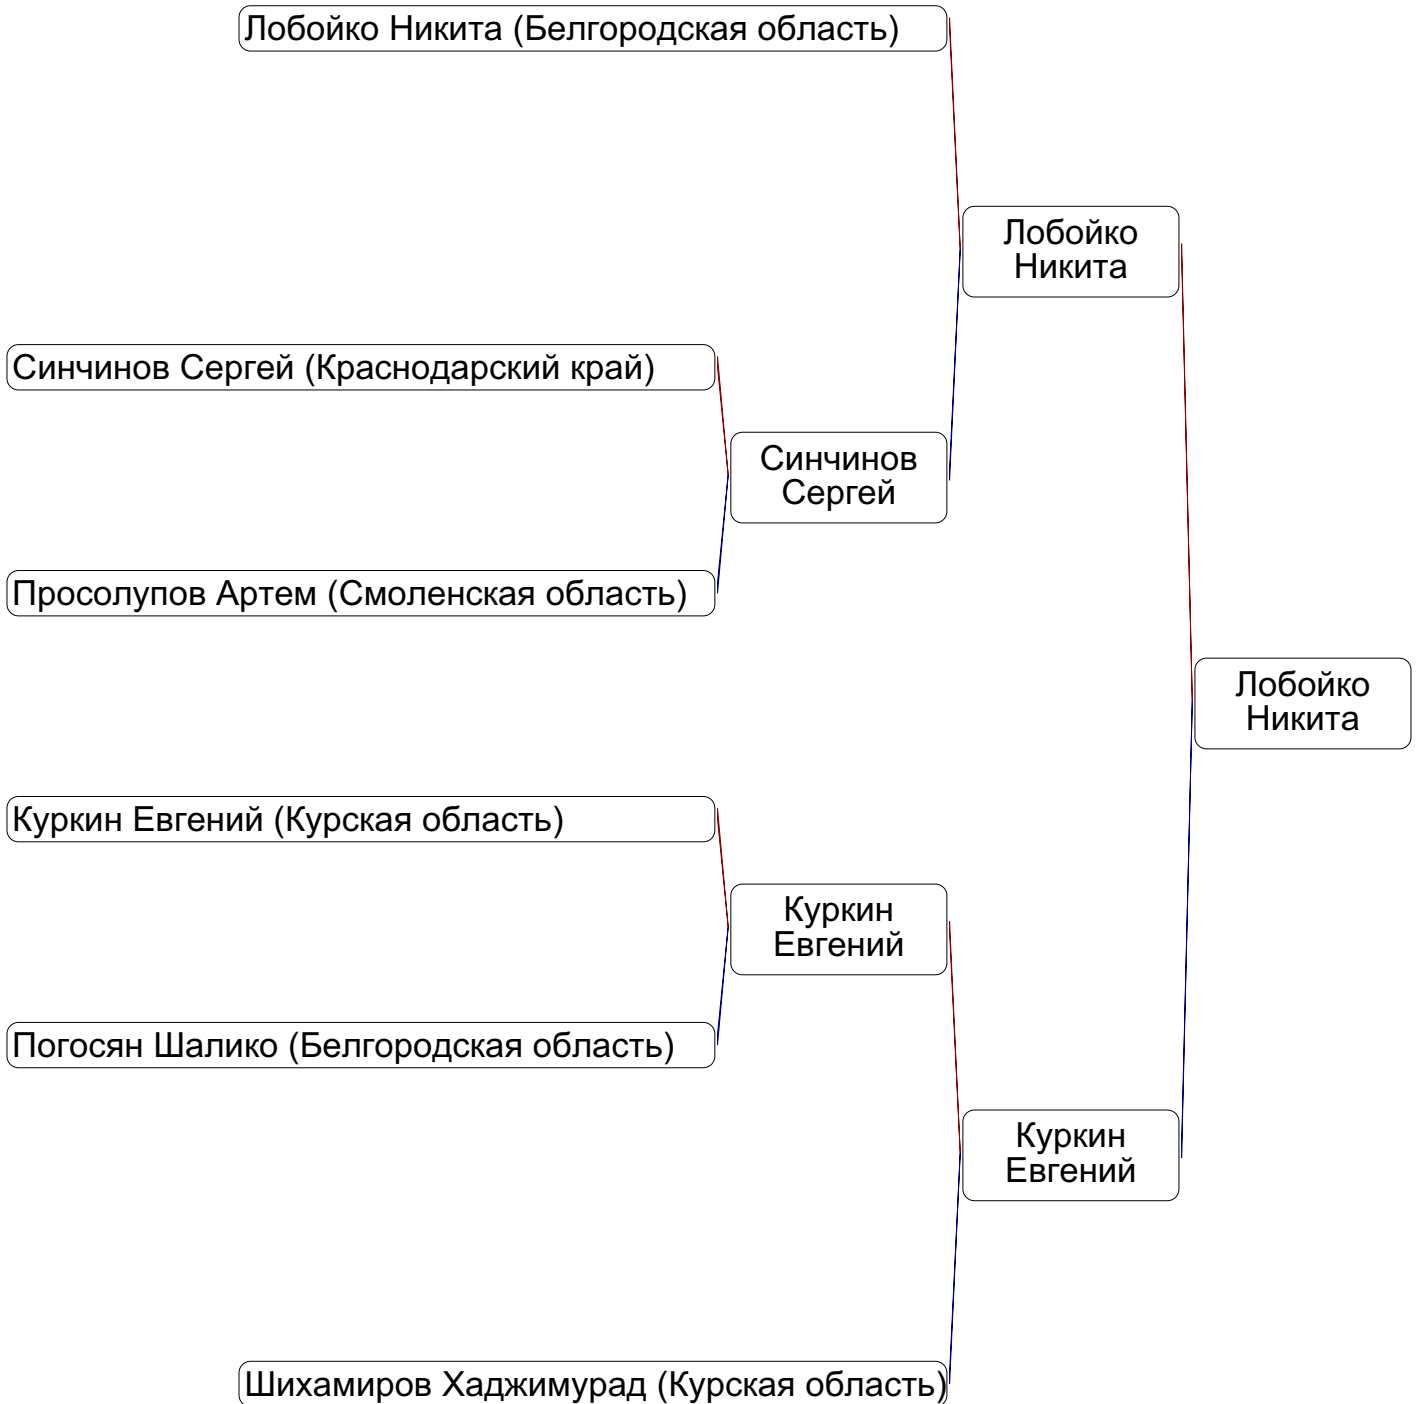 Лобойко Никита (Белгородская область)
Лобойко
Никита
Синчинов Сергей (Краснодарский край)
Синчинов
Сергей
Просолупов Артем (Смоленская область)
Лобойко
Никита
Куркин Евгений (Курская область)
Куркин
Евгений
Погосян Шалико (Белгородская область)
Куркин
Евгений
Шихамиров Хаджимурад (Курская область)